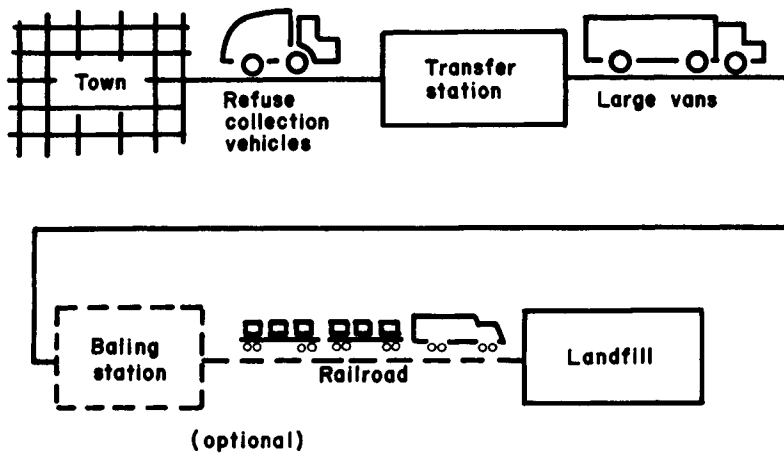 Town
Refuse
collection
vehicles
Transfer
station
Large vans
Baling
station
Railroad
Landfill
(optional)